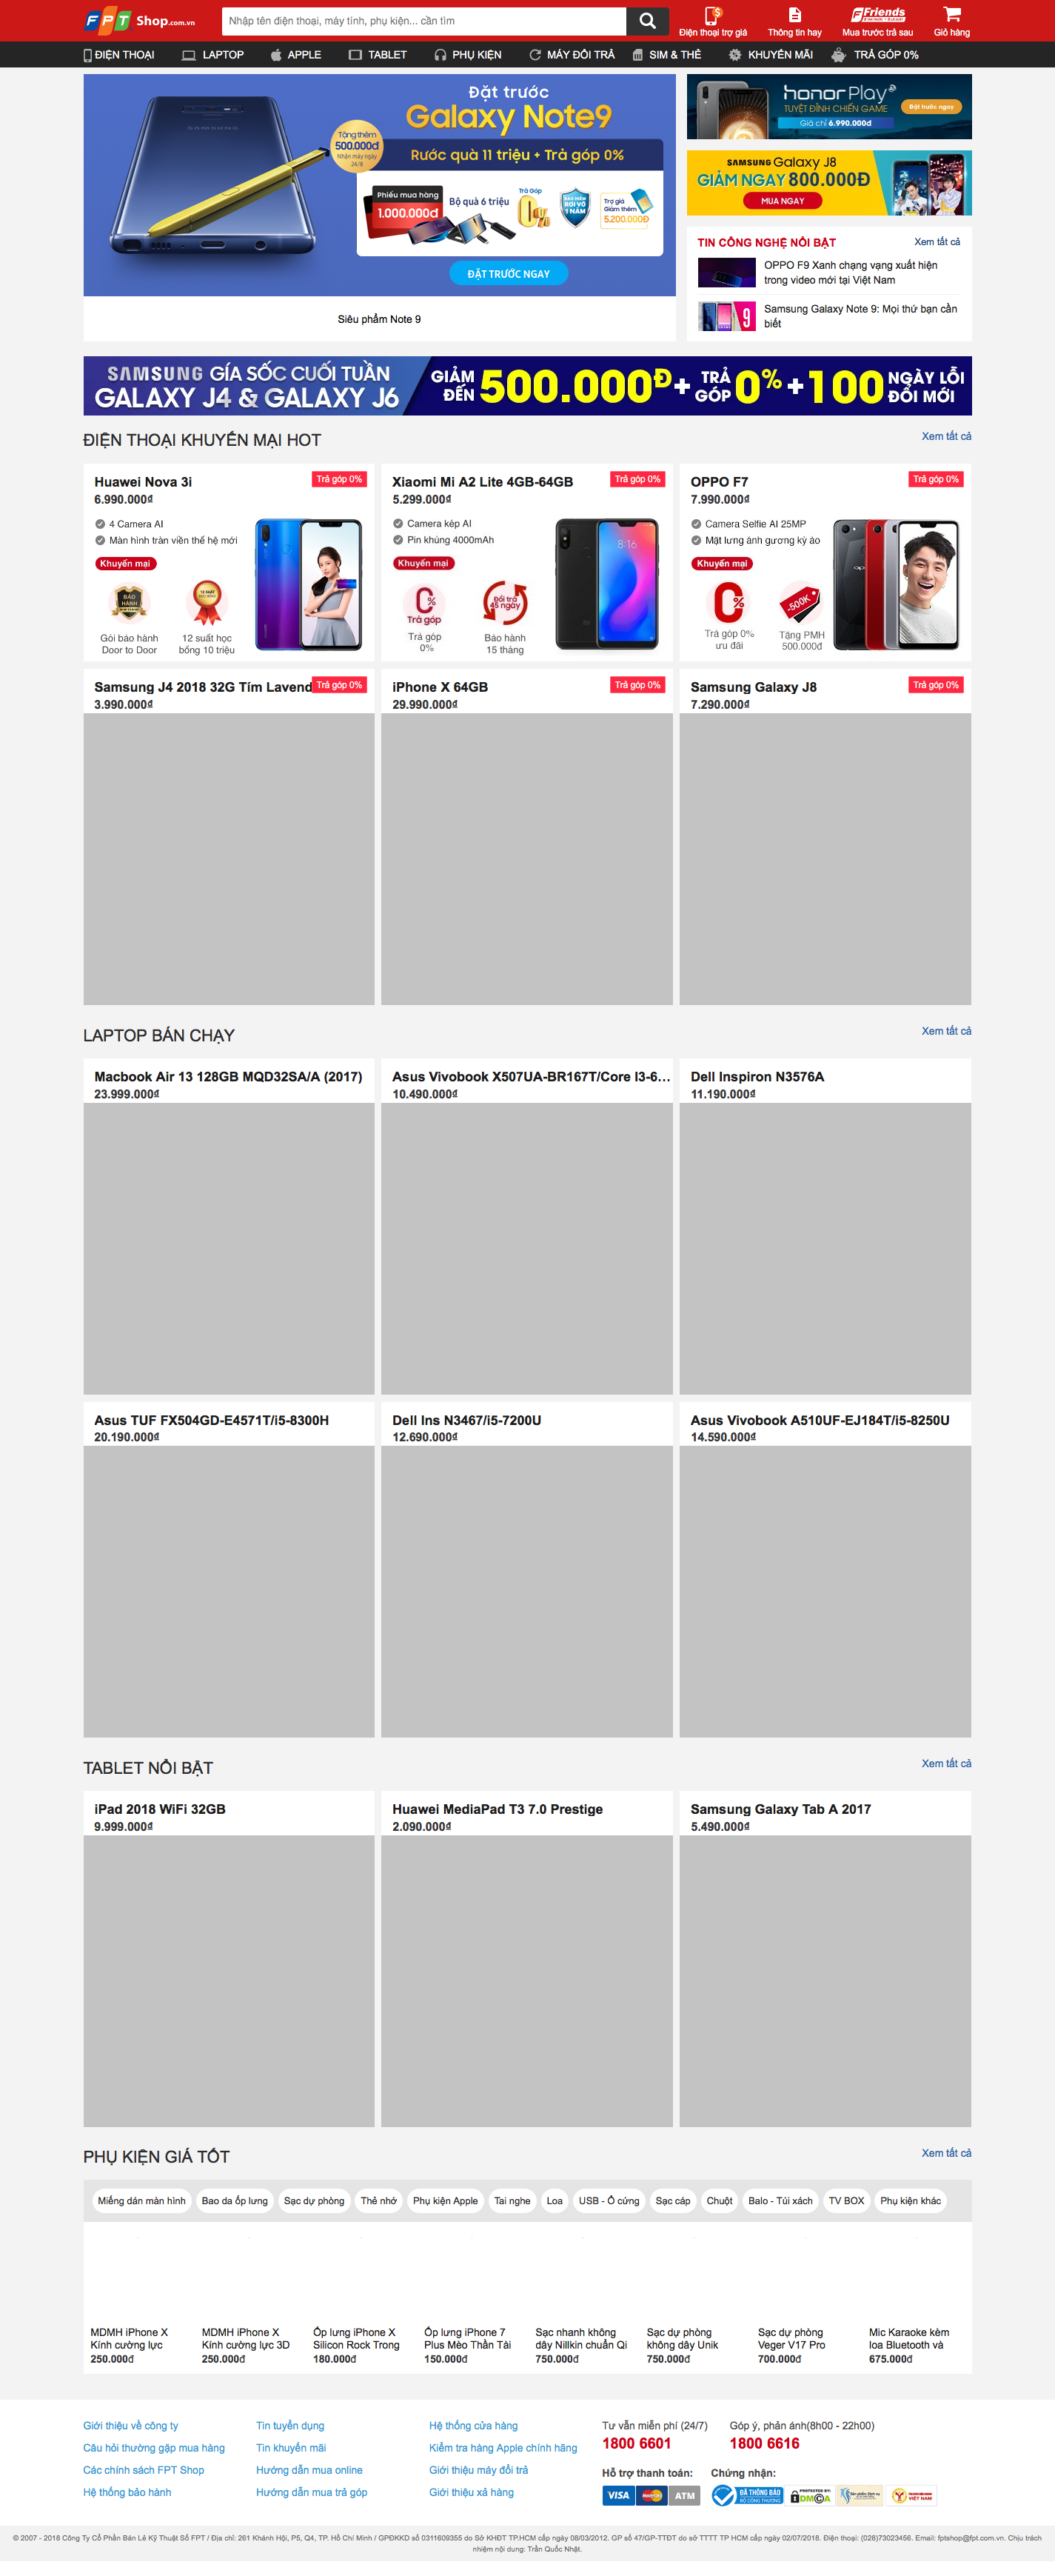 FPT Shop.com.vn
Nhập tên điện thoại, máy tính, phụ kiện... cần tìm
Điện thoại trợ giá
Thông tin hay
Friends
Mua trước trả sau
Giỏ hàng
ĐIỆN THOẠI
LAPTOP
APPLE
TABLET
PHỤ KIỆN
MÁY ĐỔI TRẢ
SIM & THẺ
KHUYẾN MÃI
TRẢ GÓP 0%
SAMSUNG
Đặt trước
Galaxy Note9
Tặng thêm
500.000đ
Nhận máy ngày
24/8
Rước quà 11 triệu + Trả góp 0%
Phiếu mua hàng
1.000.000đ
Bộ quà 6 triệu
Trả Góp
0%
BẢO HIỂM
RƠI VỠ
1 NĂM
Trợ giá
Giảm thêm
5.200.000Đ
ĐẶT TRƯỚC NGAY
Siêu phẩm Note 9
honor Play
TUYỆT ĐỈNH CHIẾN GAME
Giá chỉ 6.990.000đ
Đặt trước ngay
SAMSUNG Galaxy J8
GIẢM NGAY 800.000Đ
MUA NGAY
TIN CÔNG NGHỆ NỔI BẬT
Xem tất cả
OPPO F9 Xanh chạng vạng xuất hiện
trong video mới tại Việt Nam
Samsung Galaxy Note 9: Mọi thứ bạn cần
biết
SAMSUNG GÍA SỐC CUỐI TUẦN
GALAXY J4 & GALAXY J6
GIẢM
ĐẾN
500.000Đ
+ TRẢ
GÓP
0%
+100
NGÀY LỖI
ĐỔI MỚI
ĐIỆN THOẠI KHUYẾN MẠI HOT
Xem tất cả
Huawei Nova 3i
Trả góp 0%
6.990.000₫
4 Camera AI
Màn hình tràn viền thế hệ mới
Khuyến mại
BẢO
HÀNH
Gói bảo hành
Door to Door
12 SUẤT
12 suất học
bổng 10 triệu
Xiaomi Mi A2 Lite 4GB-64GB
Trả góp 0%
5.299.000₫
Camera kép AI
Pin khủng 4000mAh
Khuyến mại
0%
Trả góp
Trả góp
0%
Đổi trả
45 ngày
Bảo hành
15 tháng
8:16
OPPO F7
Trả góp 0%
7.990.000₫
Camera Selfie AI 25MP
Mặt lưng ánh gương kỳ ảo
Khuyến mại
0%
Trả góp 0%
ưu đãi
-500K
Tặng PMH
500.000đ
Samsung J4 2018 32G Tím Lavend
Trả góp 0%
3.990.000₫
iPhone X 64GB
Trả góp 0%
29.990.000₫
Samsung Galaxy J8
Trả góp 0%
7.290.000₫
LAPTOP BÁN CHẠY
Xem tất cả
Macbook Air 13 128GB MQD32SA/A (2017)
23.999.000₫
Asus Vivobook X507UA-BR167T/Core I3-6...
10.490.000₫
Dell Inspiron N3576A
11.190.000₫
Asus TUF FX504GD-E4571T/i5-8300H
20.190.000₫
Dell Ins N3467/i5-7200U
12.690.000₫
Asus Vivobook A510UF-EJ184T/i5-8250U
14.590.000₫
TABLET NỔI BẬT
Xem tất cả
iPad 2018 WiFi 32GB
9.999.000₫
Huawei MediaPad T3 7.0 Prestige
2.090.000₫
Samsung Galaxy Tab A 2017
5.490.000₫
PHỤ KIỆN GIÁ TỐT
Xem tất cả
Miếng dán màn hình
Bao da ốp lưng
Sạc dự phòng
Thẻ nhớ
Phụ kiện Apple
Tai nghe
Loa
USB - Ổ cứng
Sạc cáp
Chuột
Balo - Túi xách
TV BOX
Phụ kiện khác
MDMH iPhone X
Kính cường lực
250.000đ
MDMH iPhone X
Kính cường lực 3D
250.000đ
Ốp lưng iPhone X
Silicon Rock Trong
180.000đ
Ốp lưng iPhone 7
Plus Mèo Thần Tài
150.000đ
Sạc nhanh không
dây Nillkin chuẩn Qi
750.000đ
Sạc dự phòng
không dây Unik
750.000đ
Sạc dự phòng
Veger V17 Pro
700.000đ
Mic Karaoke kèm
loa Bluetooth và
675.000đ
Giới thiệu về công ty
Câu hỏi thường gặp mua hàng
Các chính sách FPT Shop
Hệ thống bảo hành
Tin tuyển dụng
Tin khuyến mãi
Hướng dẫn mua online
Hướng dẫn mua trả góp
Hệ thống cửa hàng
Kiểm tra hàng Apple chính hãng
Giới thiệu máy đổi trả
Giới thiệu xả hàng
Tư vấn miễn phí (24/7)
1800 6601
Góp ý, phản ánh(8h00 - 22h00)
1800 6616
Hỗ trợ thanh toán:
VISA
MasterCard
ATM
Chứng nhận:
ĐÃ THÔNG BÁO
BỘ CÔNG THƯƠNG
PROTECTED BY:
DMCA
VIỆT NAM
© 2007 - 2018 Công Ty Cổ Phần Bán Lẻ Kỹ Thuật Số FPT / Địa chỉ: 261 Khánh Hội, P5, Q4, TP. Hồ Chí Minh / GPĐKKD số 0311609355 do Sở KHĐT TP.HCM cấp ngày 08/03/2012. GP số 47/GP-TTĐT do sở TTTT TP HCM cấp ngày 02/07/2018. Điện thoại: (028)73023456. Email: fptshop@fpt.com.vn. Chịu trách
nhiệm nội dung: Trần Quốc Nhật.